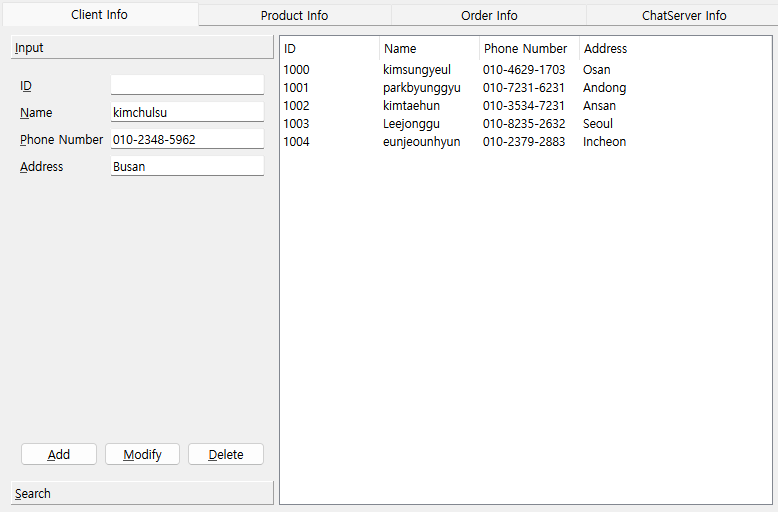 Client Info Product Info Order Info ChatServer Info
Input
ID
Name kimchulsu
Phone Number 010-2348-5962
Address Busan
Add Modify Delete
Search
ID Name Phone Number Address
1000 kimsungyeul 010-4629-1703 Osan
1001 parkbyunggyu 010-7231-6231 Andong
1002 kimtaehun 010-3534-7231 Ansan
1003 Leejonggu 010-8235-2632 Seoul
1004 eunjeounhyun 010-2379-2883 Incheon